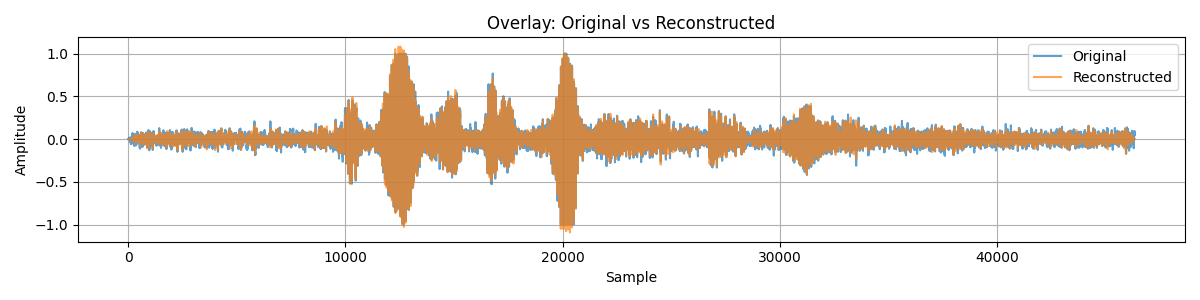 Overlay: Original vs Reconstructed
Original
Reconstructed
Amplitude
1.0
0.5
0.0
−0.5
−1.0
0 10000 20000 30000 40000
Sample